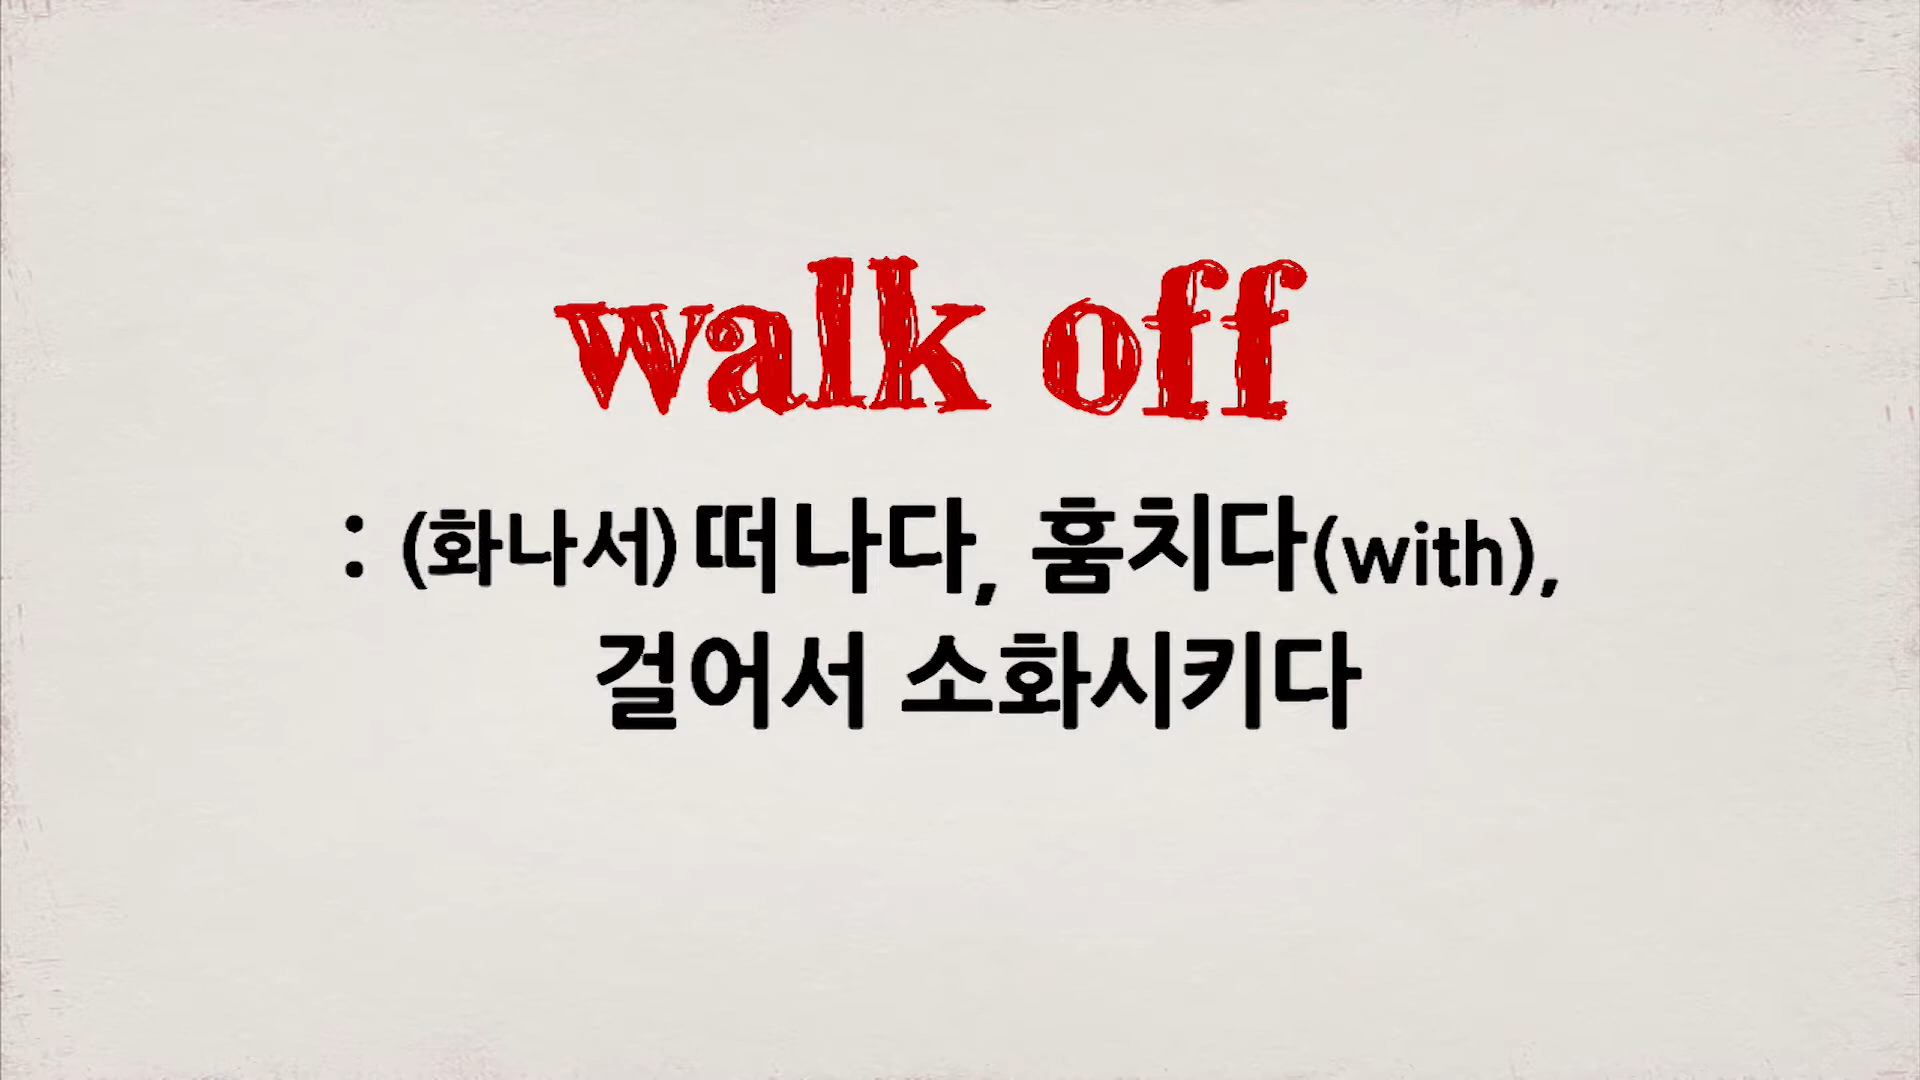 walk off
: (화나서) 떠나다, 훔치다(with),
걸어서 소화시키다